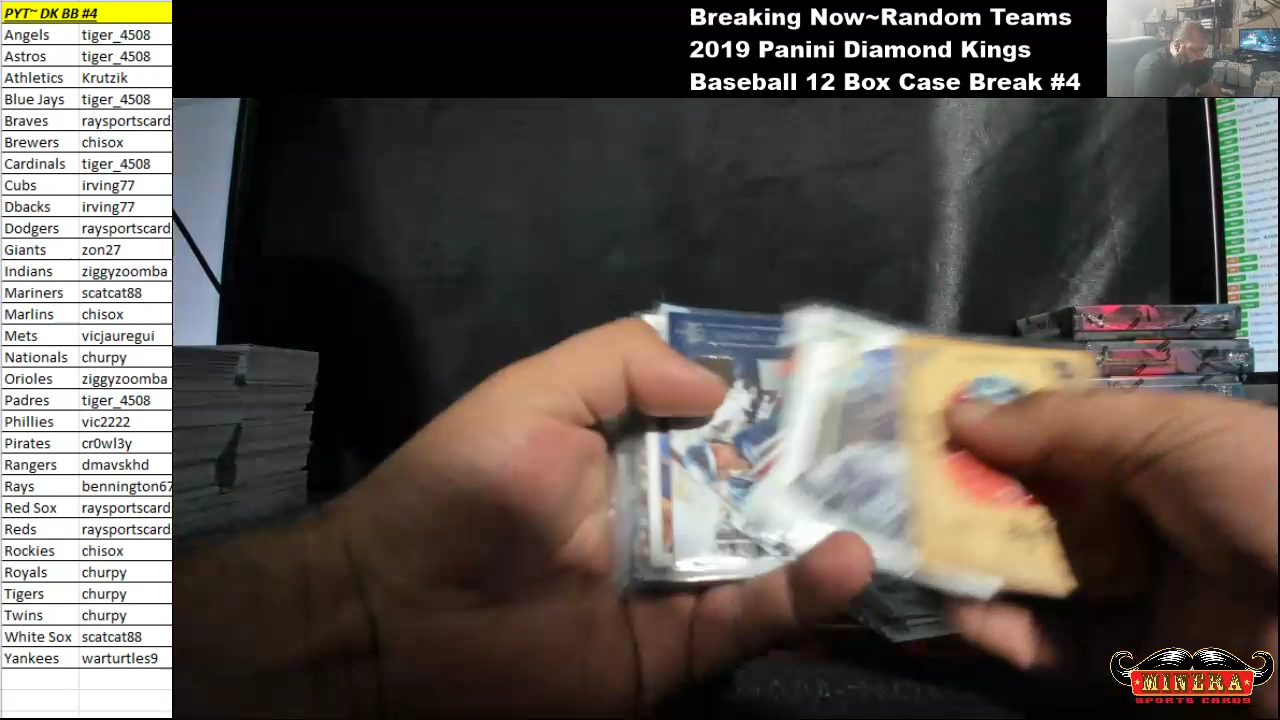 PYT~ DK BB #4
Angels tiger_4508
Astros tiger_4508
Athletics Krutzik
Blue Jays tiger_4508
Braves raysportscard
Brewers chisox
Cardinals tiger_4508
Cubs irving77
Dbacks irving77
Dodgers raysportscard
Giants zon27
Indians ziggyzoomba
Mariners scatcat88
Marlins chisox
Mets vicjauregui
Nationals churpy
Orioles ziggyzoomba
Padres tiger_4508
Phillies vic2222
Pirates cr0wl3y
Rangers dmavskhd
Rays bennington67
Red Sox raysportscard
Reds raysportscard
Rockies chisox
Royals churpy
Tigers churpy
Twins churpy
White Sox scatcat88
Yankees warturtles9
Breaking Now~Random Teams
2019 Panini Diamond Kings
Baseball 12 Box Case Break #4
MINERA
SPORTS CARDS